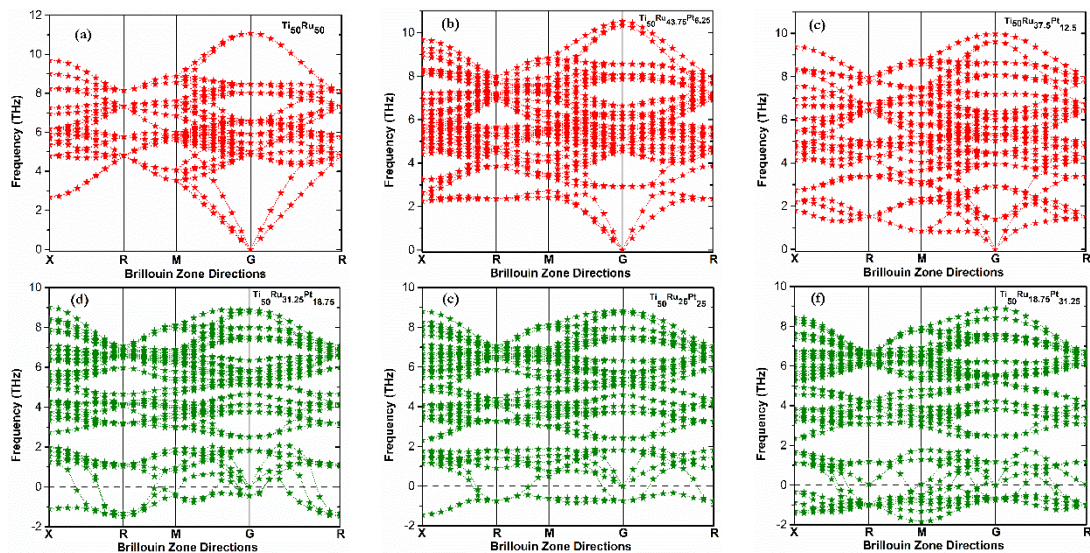 (a)
Ti50Ru50
12
10
8
6
4
2
0
Frequency (THz)
X R M G R
Brillouin Zone Directions
(b)
Ti50Ru43.75Pt6.25
10
8
6
4
2
0
Frequency (THz)
X R M G R
Brillouin Zone Directions
(c)
Ti50Ru37.5Pt12.5
10
8
6
4
2
0
Frequency (THz)
X R M G R
Brillouin Zone Directions
(d)
Ti50Ru31.25Pt18.75
10
8
6
4
2
0
-2
Frequency (THz)
X R M G R
Brillouin Zone Directions
(e)
Ti50Ru25Pt25
10
8
6
4
2
0
-2
Frequency (THz)
X R M G R
Brillouin Zone Directions
(f)
Ti50Ru18.75Pt31.25
10
8
6
4
2
0
-2
Frequency (THz)
X R M G R
Brillouin Zone Directions